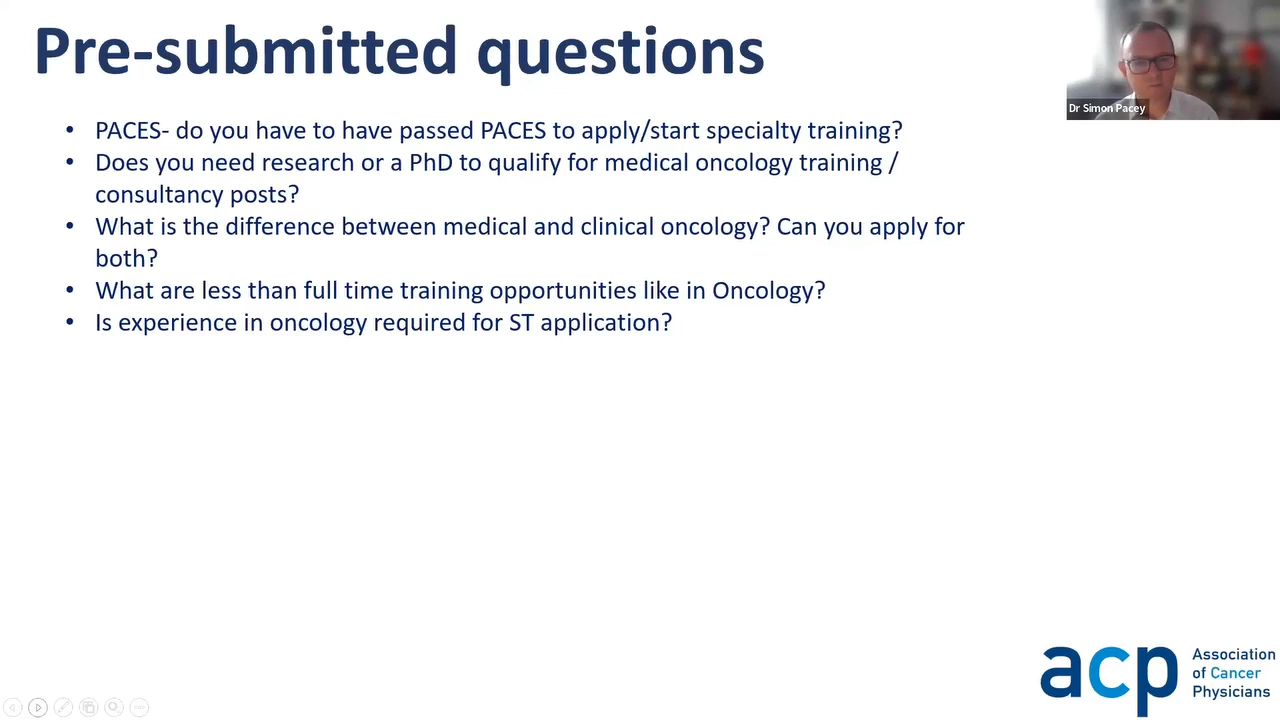 Pre-submitted questions
Dr Simon Pacey
• PACES- do you have to have passed PACES to apply/start specialty training?
• Does you need research or a PhD to qualify for medical oncology training /
consultancy posts?
• What is the difference between medical and clinical oncology? Can you apply for
both?
• What are less than full time training opportunities like in Oncology?
• Is experience in oncology required for ST application?
acp
Association
of Cancer
Physicians